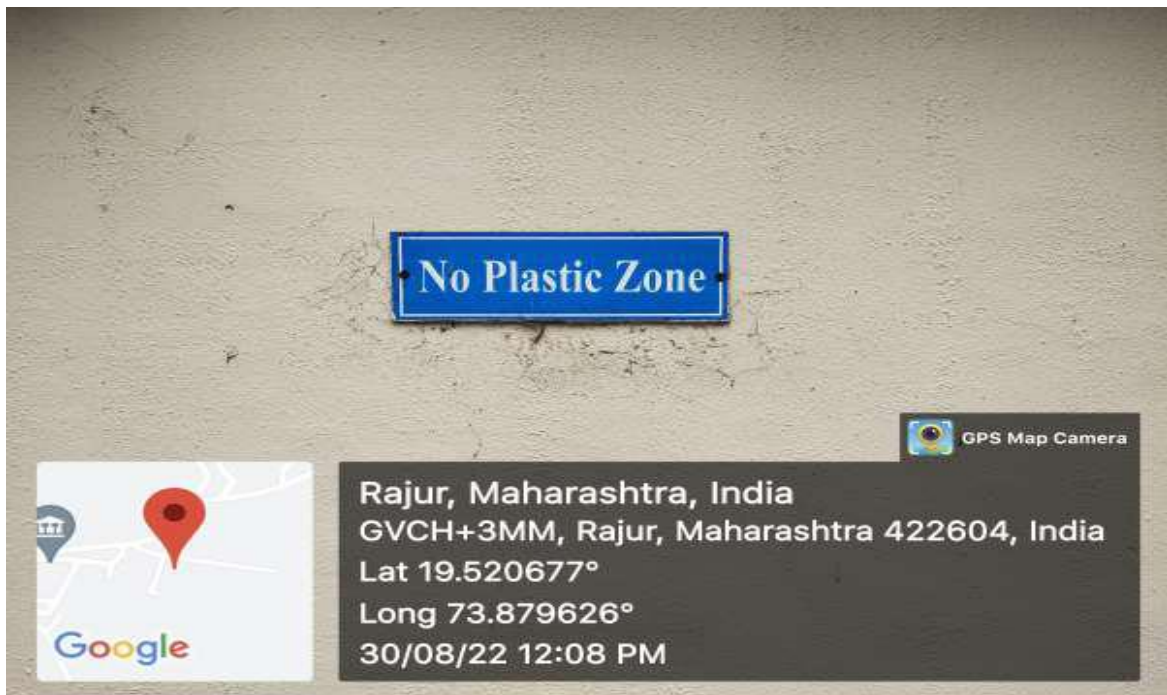 No Plastic Zone
GPS Map Camera
Rajur, Maharashtra, India
GVCH+3MM, Rajur, Maharashtra 422604, India
Lat 19.520677°
Long 73.879626°
30/08/22 12:08 PM
Google